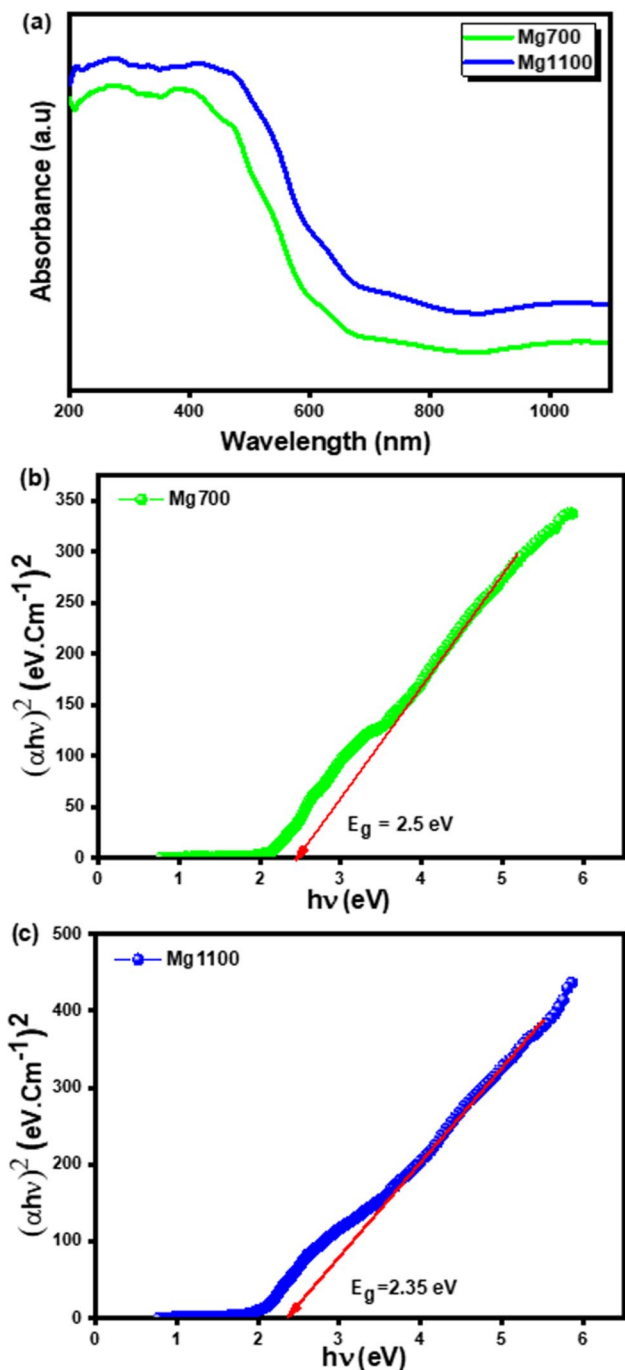 (a)
Mg700
Mg1100
Absorbance (a.u)
200 400 600 800 1000
Wavelength (nm)
(b)
Mg700
350
300
250
200
150
100
50
0
(αhν)² (eV.Cm⁻¹)²
E_g = 2.5 eV
0 1 2 3 4 5 6
hν (eV)
(c)
Mg1100
500
400
300
200
100
0
(αhν)² (eV.Cm⁻¹)²
E_g=2.35 eV
0 1 2 3 4 5 6
hν (eV)